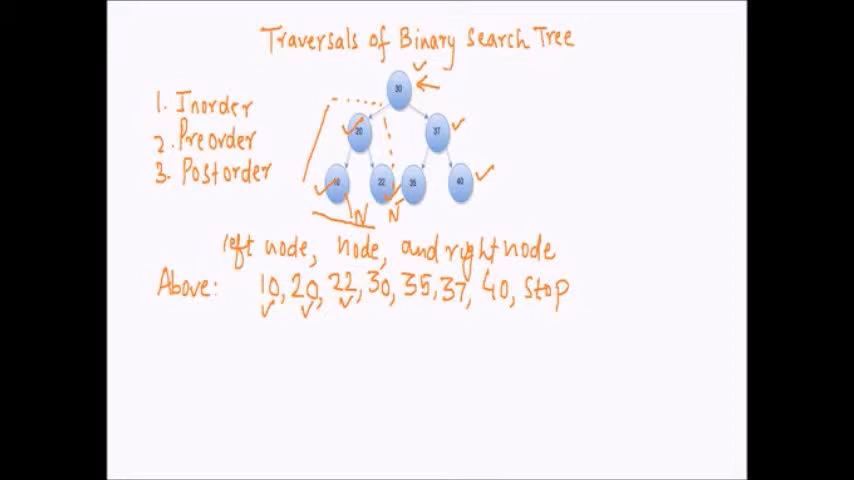 Traversals of Binary Search Tree
30
1. Inorder
2. Preorder
3. Postorder
20 37
10 22 35 40
N N
left node, node, and right node
Above: 10, 20, 22, 30, 35, 37, 40, stop